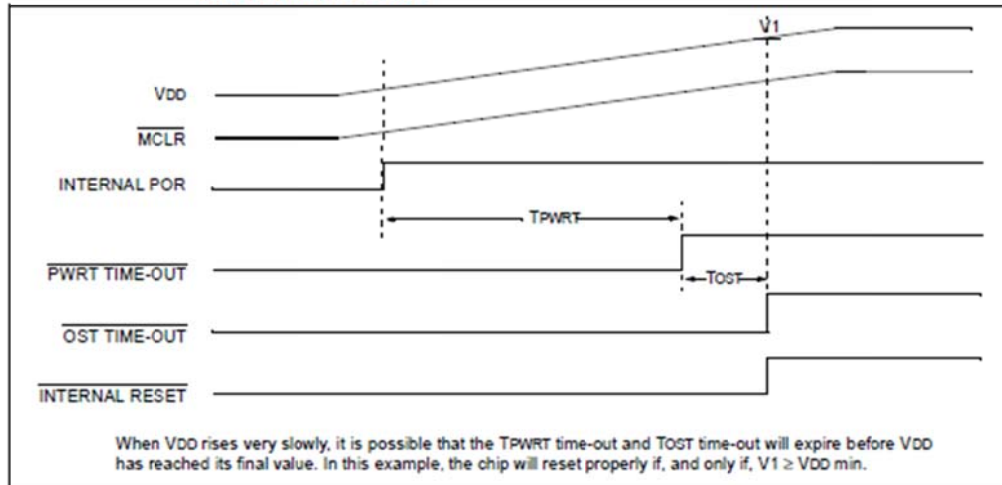 V1
VDD
MCLR
INTERNAL POR
TPWRT
PWRT TIME-OUT
TOST
OST TIME-OUT
INTERNAL RESET
When VDD rises very slowly, it is possible that the TPWRT time-out and TOST time-out will expire before VDD
has reached its final value. In this example, the chip will reset properly if, and only if, V1 ≥ VDD min.